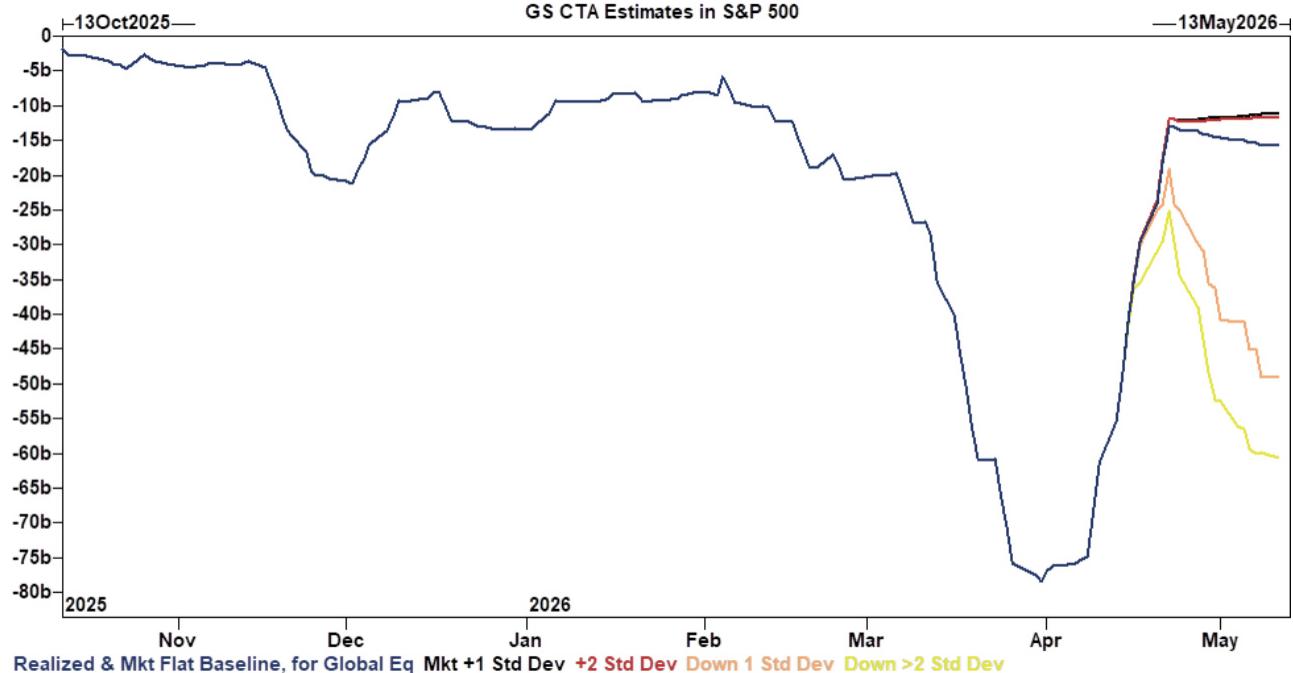 GS CTA Estimates in S&P 500
13Oct2025
13May2026
0
-5b
-10b
-15b
-20b
-25b
-30b
-35b
-40b
-45b
-50b
-55b
-60b
-65b
-70b
-75b
-80b
2025 2026
Nov Dec Jan Feb Mar Apr May
Realized & Mkt Flat Baseline, for Global Eq Mkt +1 Std Dev +2 Std Dev Down 1 Std Dev Down >2 Std Dev